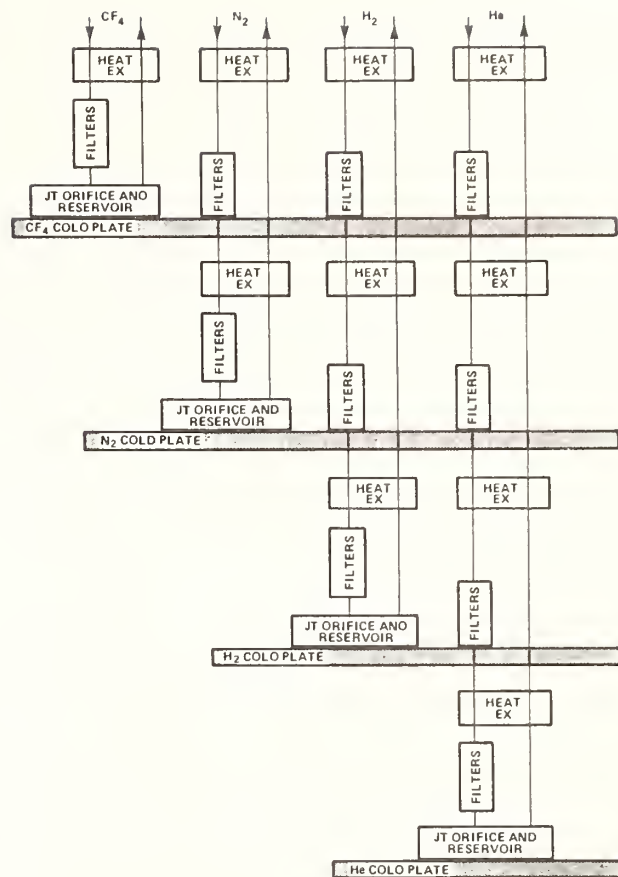 CF₄ N₂ H₂ He
HEAT EX HEAT EX HEAT EX HEAT EX
FILTERS
FILTERS FILTERS FILTERS
JT ORIFICE ANO
RESERVOIR
CF₄ COLO PLATE
HEAT EX HEAT EX HEAT EX
FILTERS
FILTERS FILTERS
JT ORIFICE AND
RESERVOIR
N₂ COLD PLATE
HEAT EX HEAT EX
FILTERS
FILTERS
JT ORIFICE ANO
RESERVOIR
H₂ COLO PLATE
HEAT EX
FILTERS
JT ORIFICE AND
RESERVOIR
He COLO PLATE